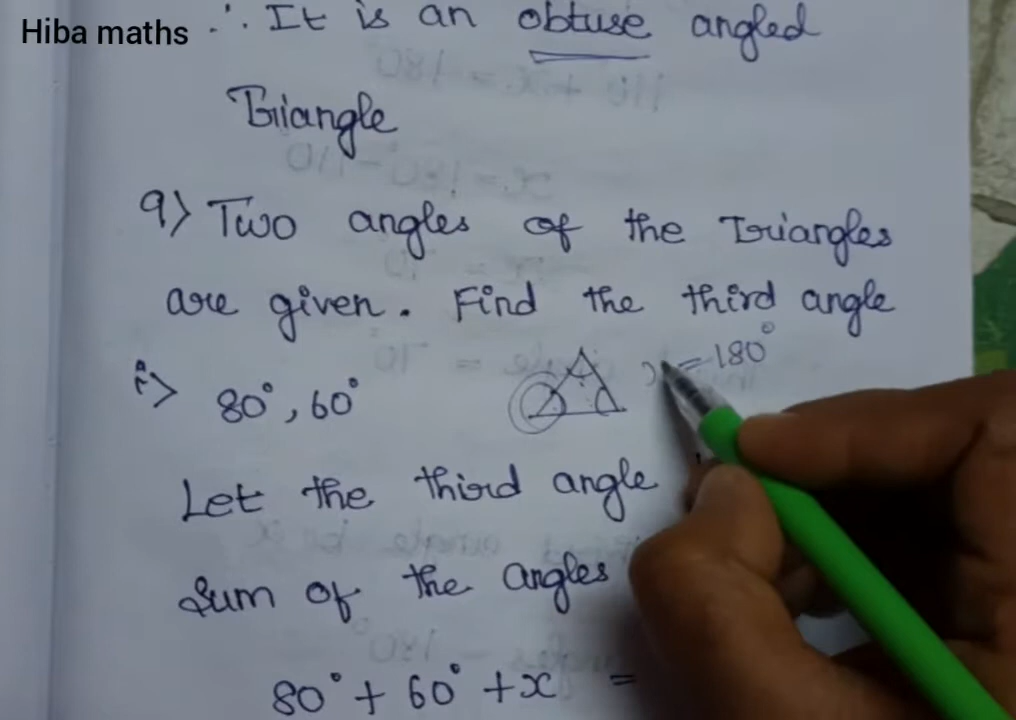 Hiba maths
∴ It is an obtuse angled
Triangle
9) Two angles of the Triangles
are given. Find the third angle
i) 80°, 60°
= 180°
Let the third angle
Sum of the angles
80° + 60° + x =